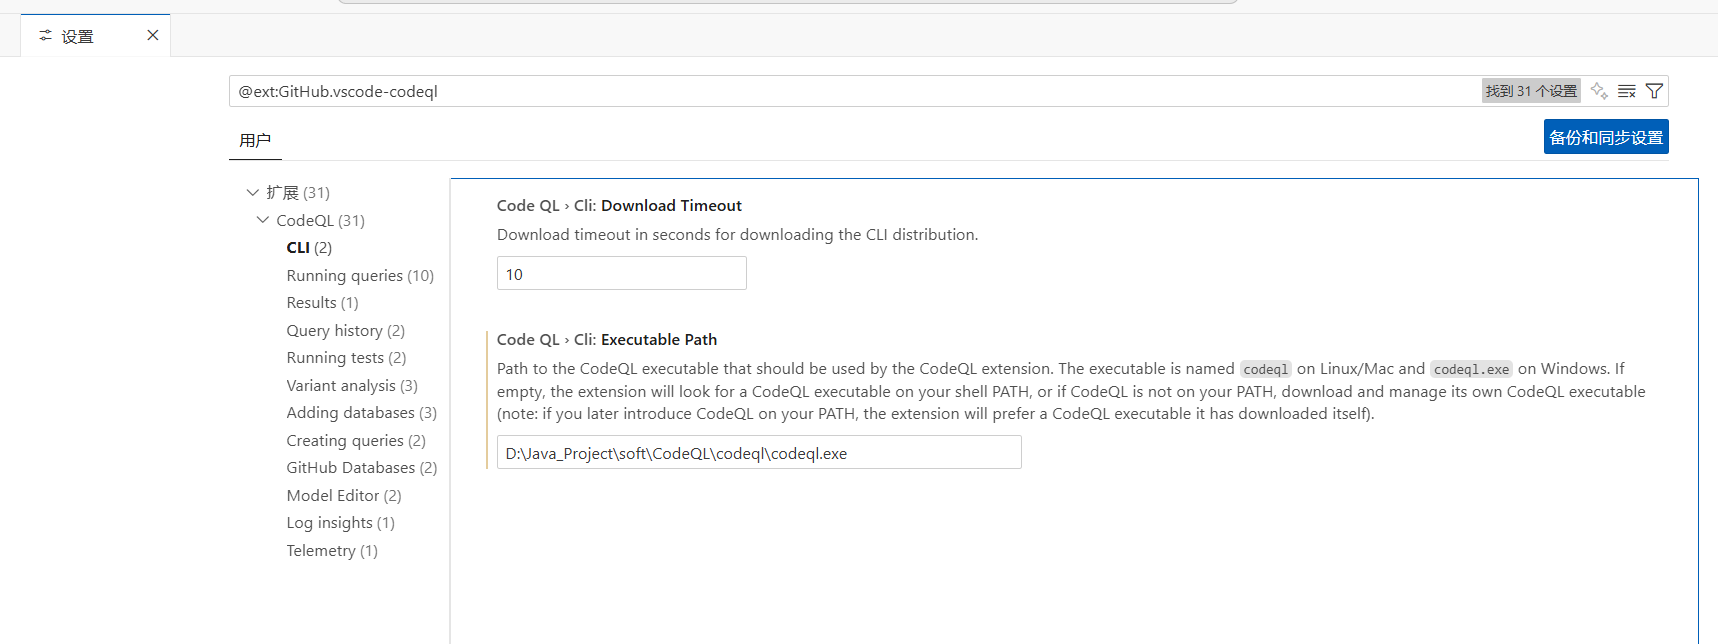 设置
@ext:GitHub.vscode-codeql
找到 31 个设置
用户
备份和同步设置
扩展 (31)
CodeQL (31)
CLI (2)
Running queries (10)
Results (1)
Query history (2)
Running tests (2)
Variant analysis (3)
Adding databases (3)
Creating queries (2)
GitHub Databases (2)
Model Editor (2)
Log insights (1)
Telemetry (1)
Code QL › Cli: Download Timeout
Download timeout in seconds for downloading the CLI distribution.
10
Code QL › Cli: Executable Path
Path to the CodeQL executable that should be used by the CodeQL extension. The executable is named codeql on Linux/Mac and codeql.exe on Windows. If
empty, the extension will look for a CodeQL executable on your shell PATH, or if CodeQL is not on your PATH, download and manage its own CodeQL executable
(note: if you later introduce CodeQL on your PATH, the extension will prefer a CodeQL executable it has downloaded itself).
D:\Java_Project\soft\CodeQL\codeql\codeql.exe